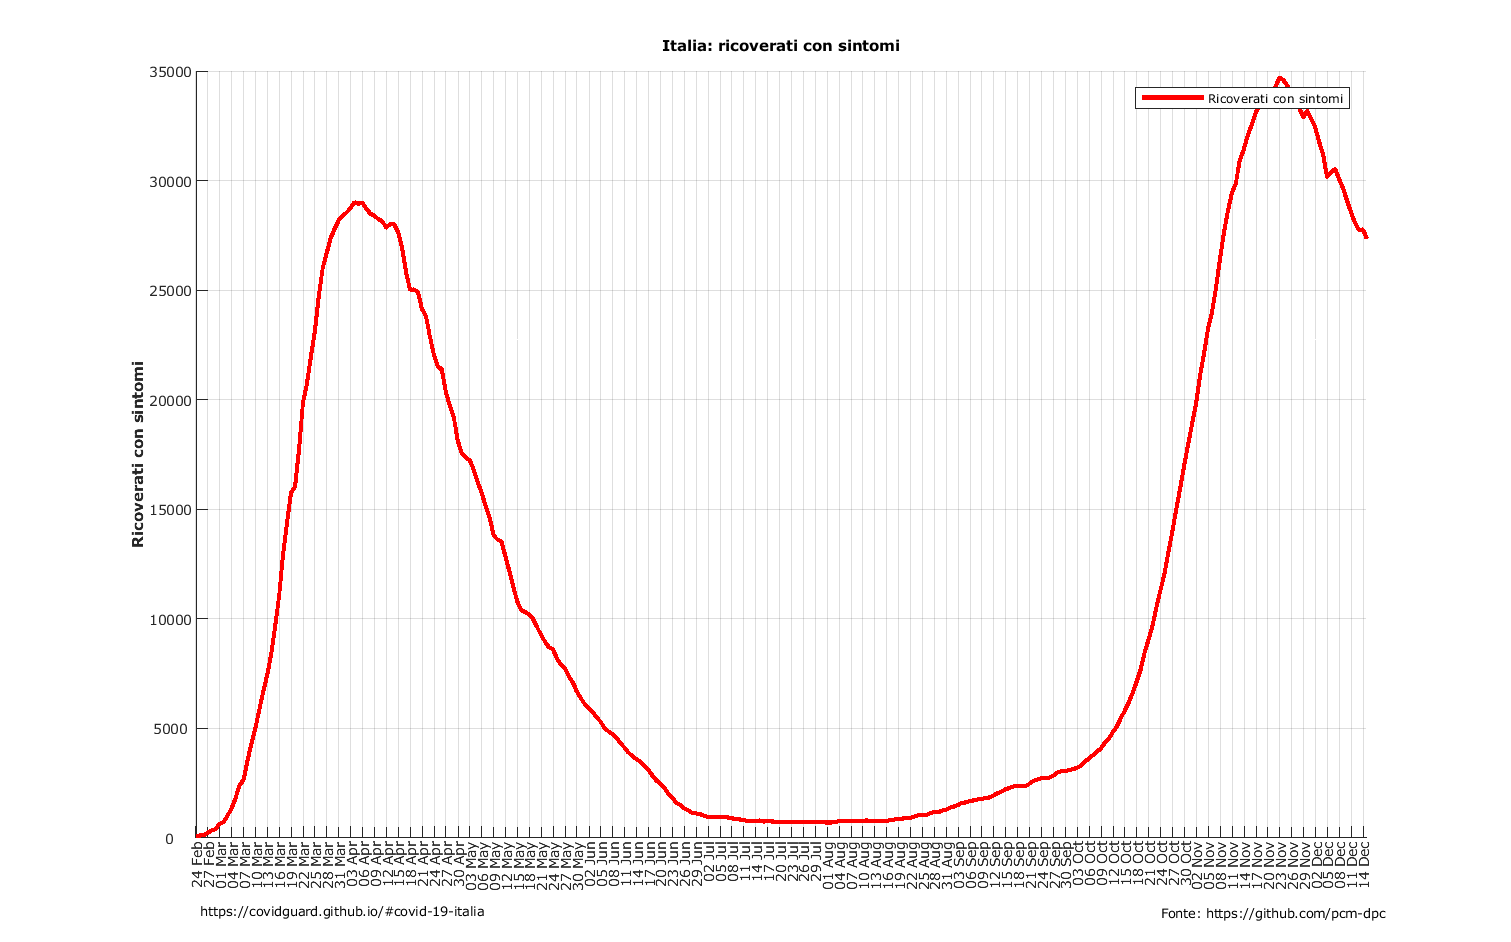 Italia: ricoverati con sintomi
35000
30000
25000
20000
15000
10000
5000
0
Ricoverati con sintomi
Ricoverati con sintomi
24 Feb
27 Feb
01 Mar
04 Mar
07 Mar
10 Mar
13 Mar
16 Mar
19 Mar
22 Mar
25 Mar
28 Mar
31 Mar
03 Apr
06 Apr
09 Apr
12 Apr
15 Apr
18 Apr
21 Apr
24 Apr
27 Apr
30 Apr
03 May
06 May
09 May
12 May
15 May
18 May
21 May
24 May
27 May
30 May
02 Jun
05 Jun
08 Jun
11 Jun
14 Jun
17 Jun
20 Jun
23 Jun
26 Jun
29 Jun
02 Jul
05 Jul
08 Jul
11 Jul
14 Jul
17 Jul
20 Jul
23 Jul
26 Jul
29 Jul
01 Aug
04 Aug
07 Aug
10 Aug
13 Aug
16 Aug
19 Aug
22 Aug
25 Aug
28 Aug
31 Aug
03 Sep
06 Sep
09 Sep
12 Sep
15 Sep
18 Sep
21 Sep
24 Sep
27 Sep
30 Sep
03 Oct
06 Oct
09 Oct
12 Oct
15 Oct
18 Oct
21 Oct
24 Oct
27 Oct
30 Oct
02 Nov
05 Nov
08 Nov
11 Nov
14 Nov
17 Nov
20 Nov
23 Nov
26 Nov
29 Nov
02 Dec
05 Dec
08 Dec
11 Dec
14 Dec
https://covidguard.github.io/#covid-19-italia
Fonte: https://github.com/pcm-dpc